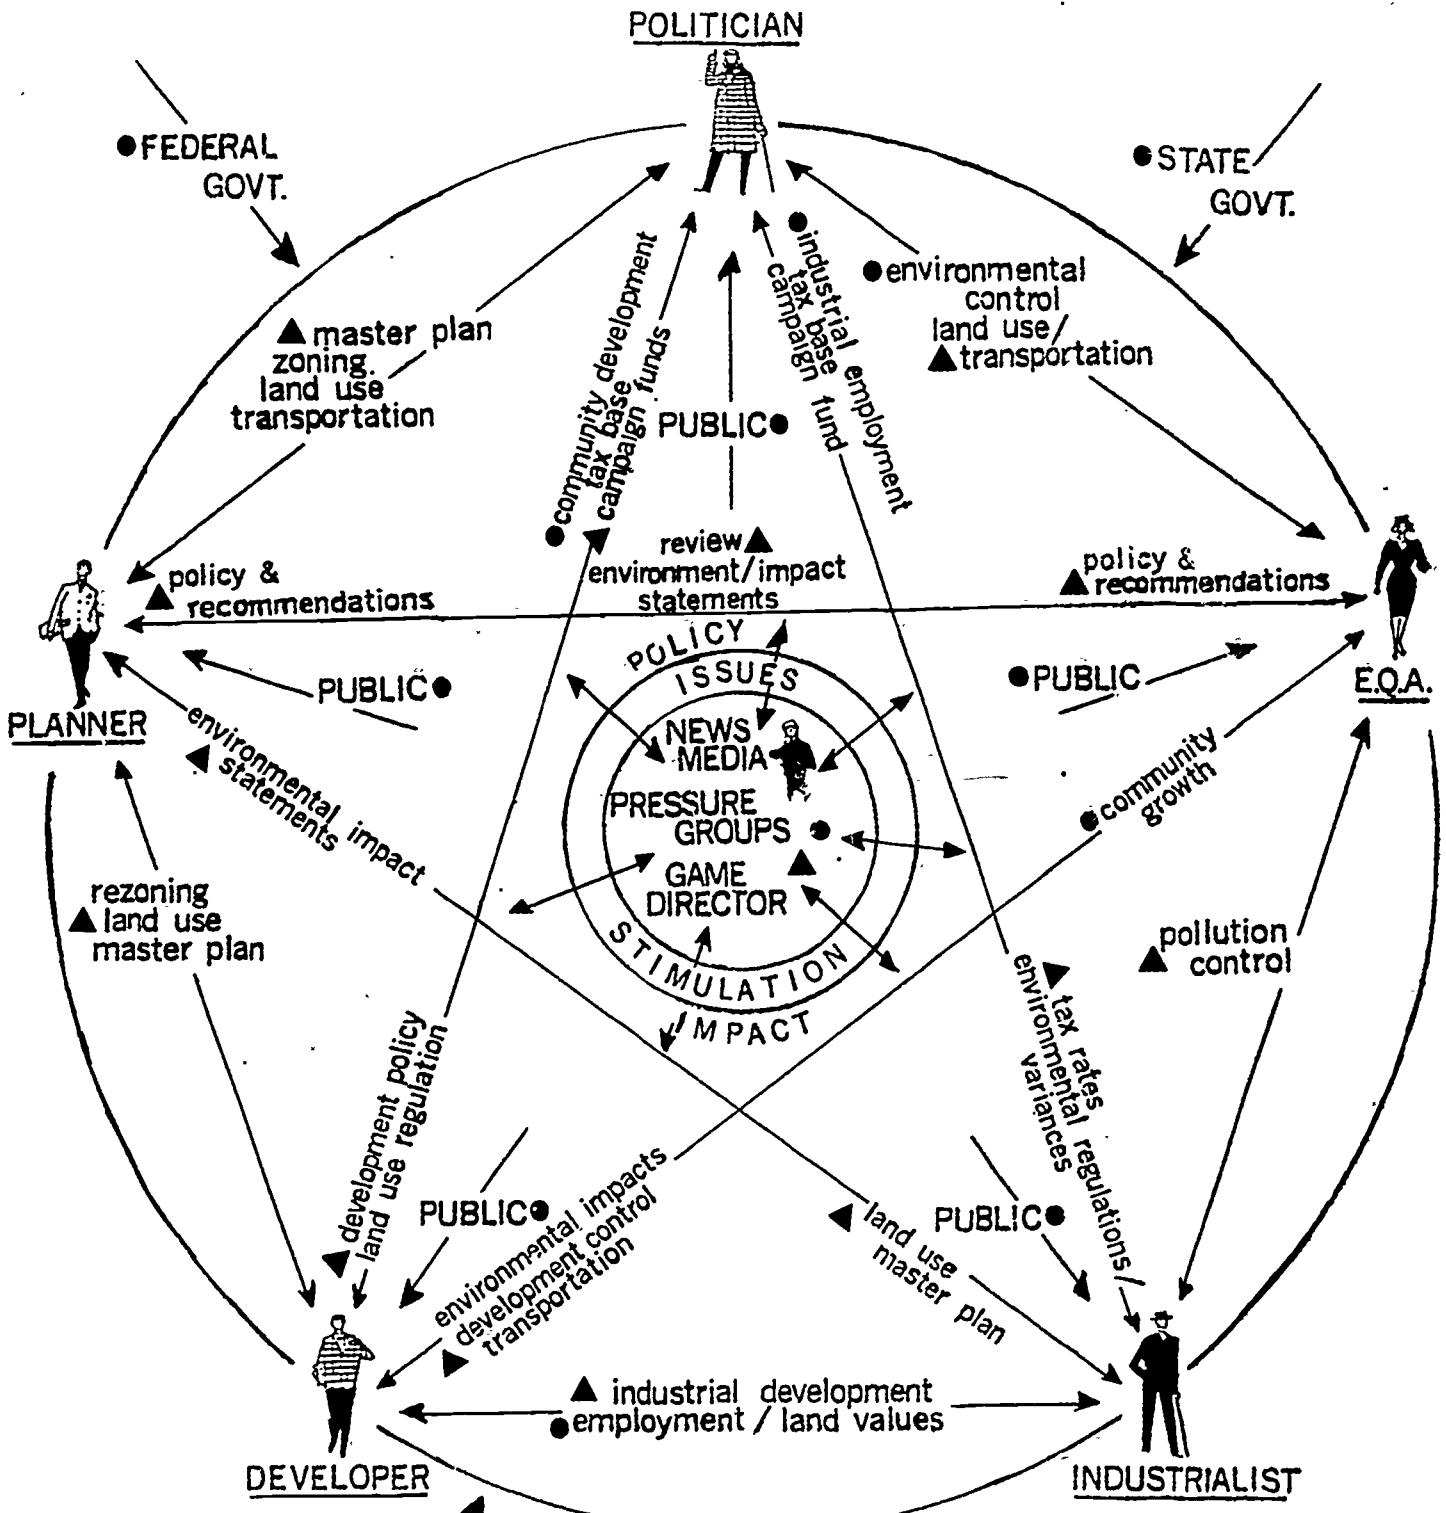 POLITICIAN
●FEDERAL
GOVT.
●STATE
GOVT.
▲master plan
zoning.
land use
transportation
●community development
tax base
▲campaign funds
PUBLIC●
●industrial employment
tax base
campaign fund
●environmental
control
land use/
▲transportation
review▲
environment/impact
statements
policy &
▲recommendations
policy &
▲recommendations
PLANNER
PUBLIC●
●PUBLIC
E.Q.A.
POLICY
ISSUES
NEWS
MEDIA
PRESSURE
GROUPS●
GAME▲
DIRECTOR
STIMULATION
IMPACT
environmental impact
▲statements
●community
growth
rezoning
▲land use
master plan
pollution
▲control
development policy
▲land use regulation
▲tax rates
environmental regulations/
variances
PUBLIC●
environmental impacts
development control
▲transportation
▲land use
master plan
PUBLIC●
▲industrial development
●employment / land values
DEVELOPER
INDUSTRIALIST